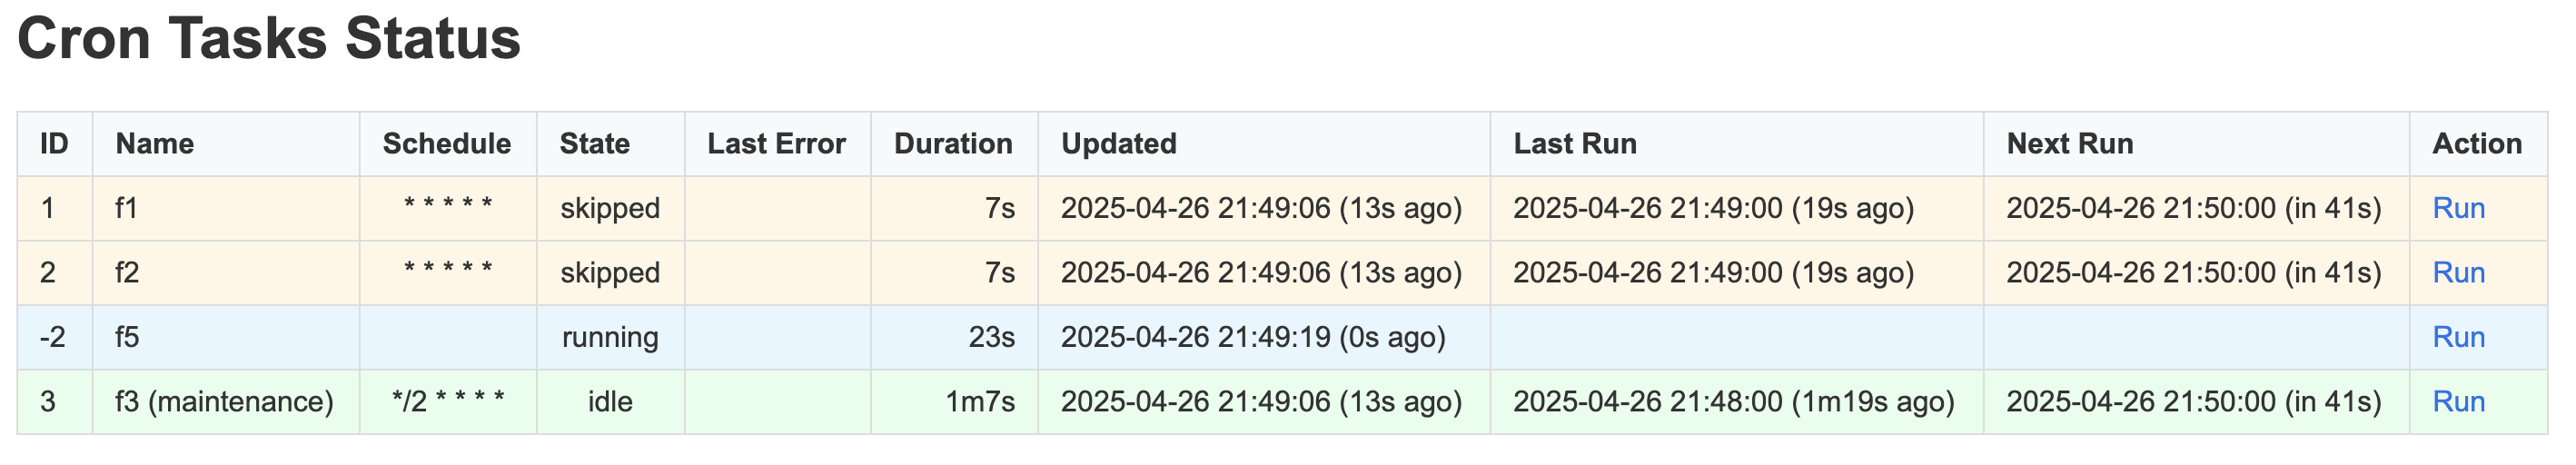 Cron Tasks Status
ID Name Schedule State Last Error Duration Updated Last Run Next Run Action
1 f1 * * * * * skipped 7s 2025-04-26 21:49:06 (13s ago) 2025-04-26 21:49:00 (19s ago) 2025-04-26 21:50:00 (in 41s) Run
2 f2 * * * * * skipped 7s 2025-04-26 21:49:06 (13s ago) 2025-04-26 21:49:00 (19s ago) 2025-04-26 21:50:00 (in 41s) Run
-2 f5 running 23s 2025-04-26 21:49:19 (0s ago) Run
3 f3 (maintenance) */2 * * * * idle 1m7s 2025-04-26 21:49:06 (13s ago) 2025-04-26 21:48:00 (1m19s ago) 2025-04-26 21:50:00 (in 41s) Run